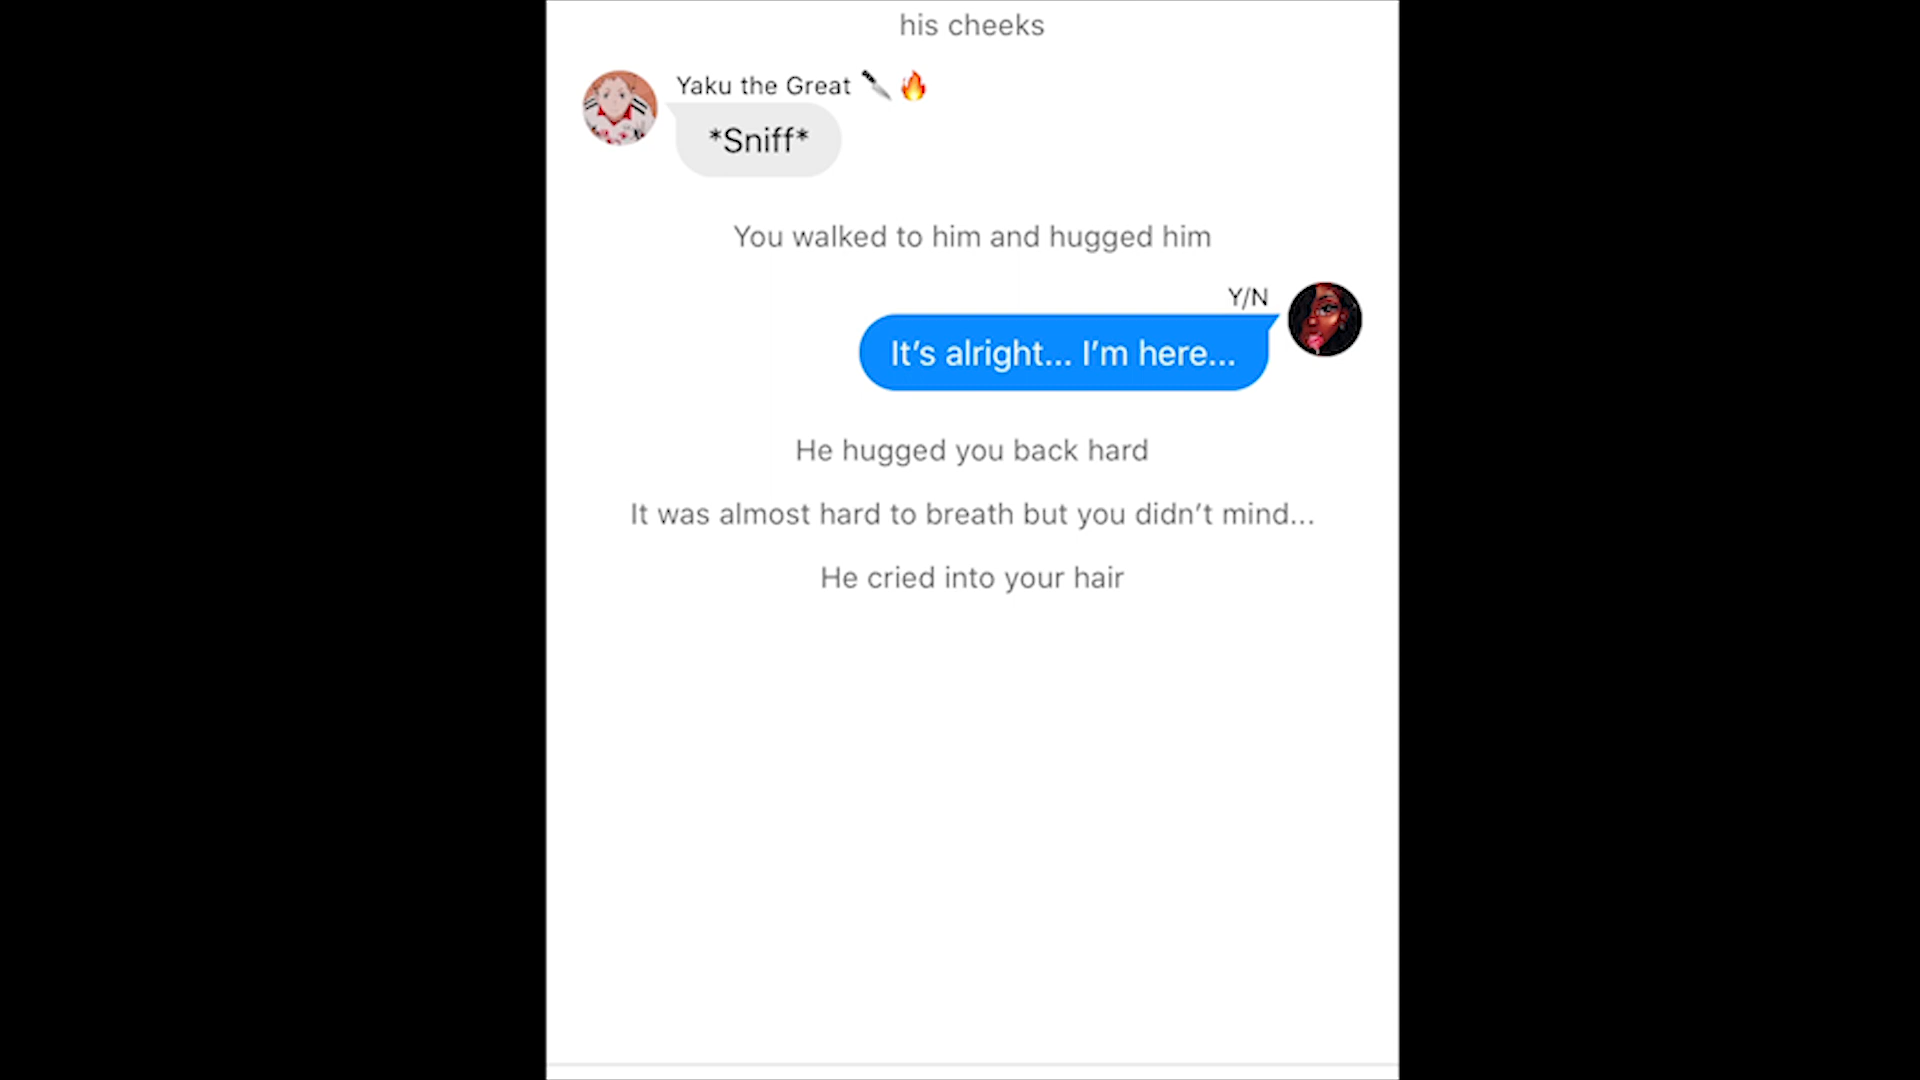 his cheeks
Yaku the Great 🔪 🔥
*Sniff*
You walked to him and hugged him
Y/N
It’s alright... I’m here...
He hugged you back hard
It was almost hard to breath but you didn’t mind...
He cried into your hair